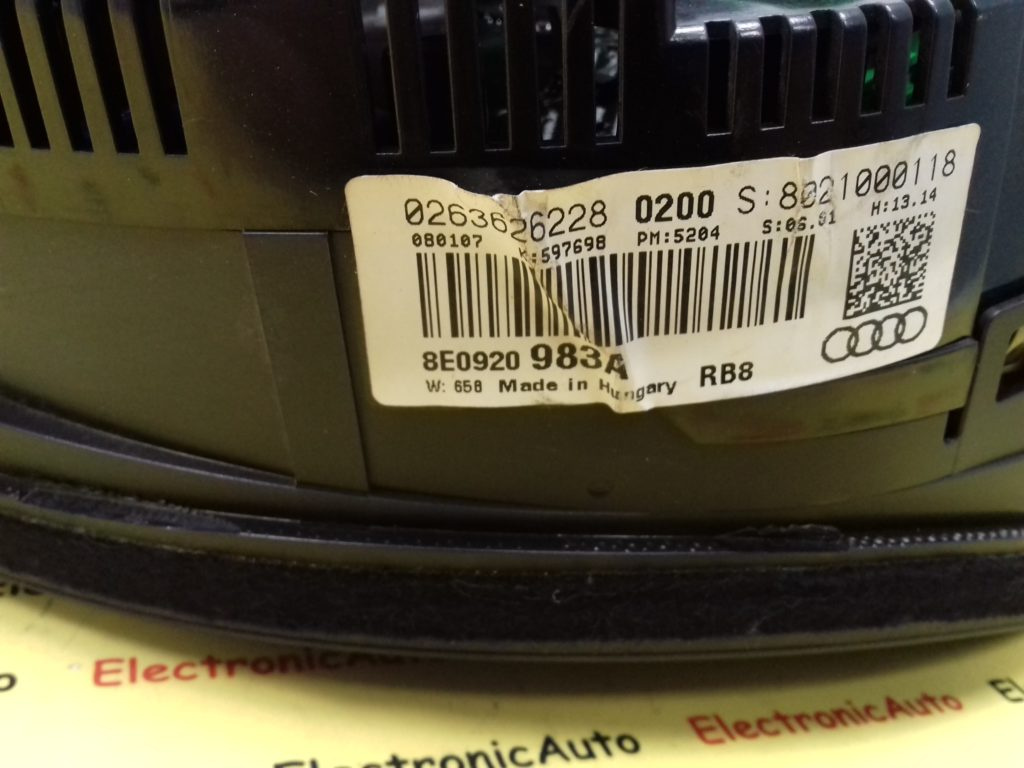 0263626228 0200 S:8021000118
080107 K:597698 PM:5204 S:06.01 H:13.14
8E0920 983A
W: 658 Made in Hungary RB8
ElectronicAuto
ElectronicAuto
ElectronicAuto